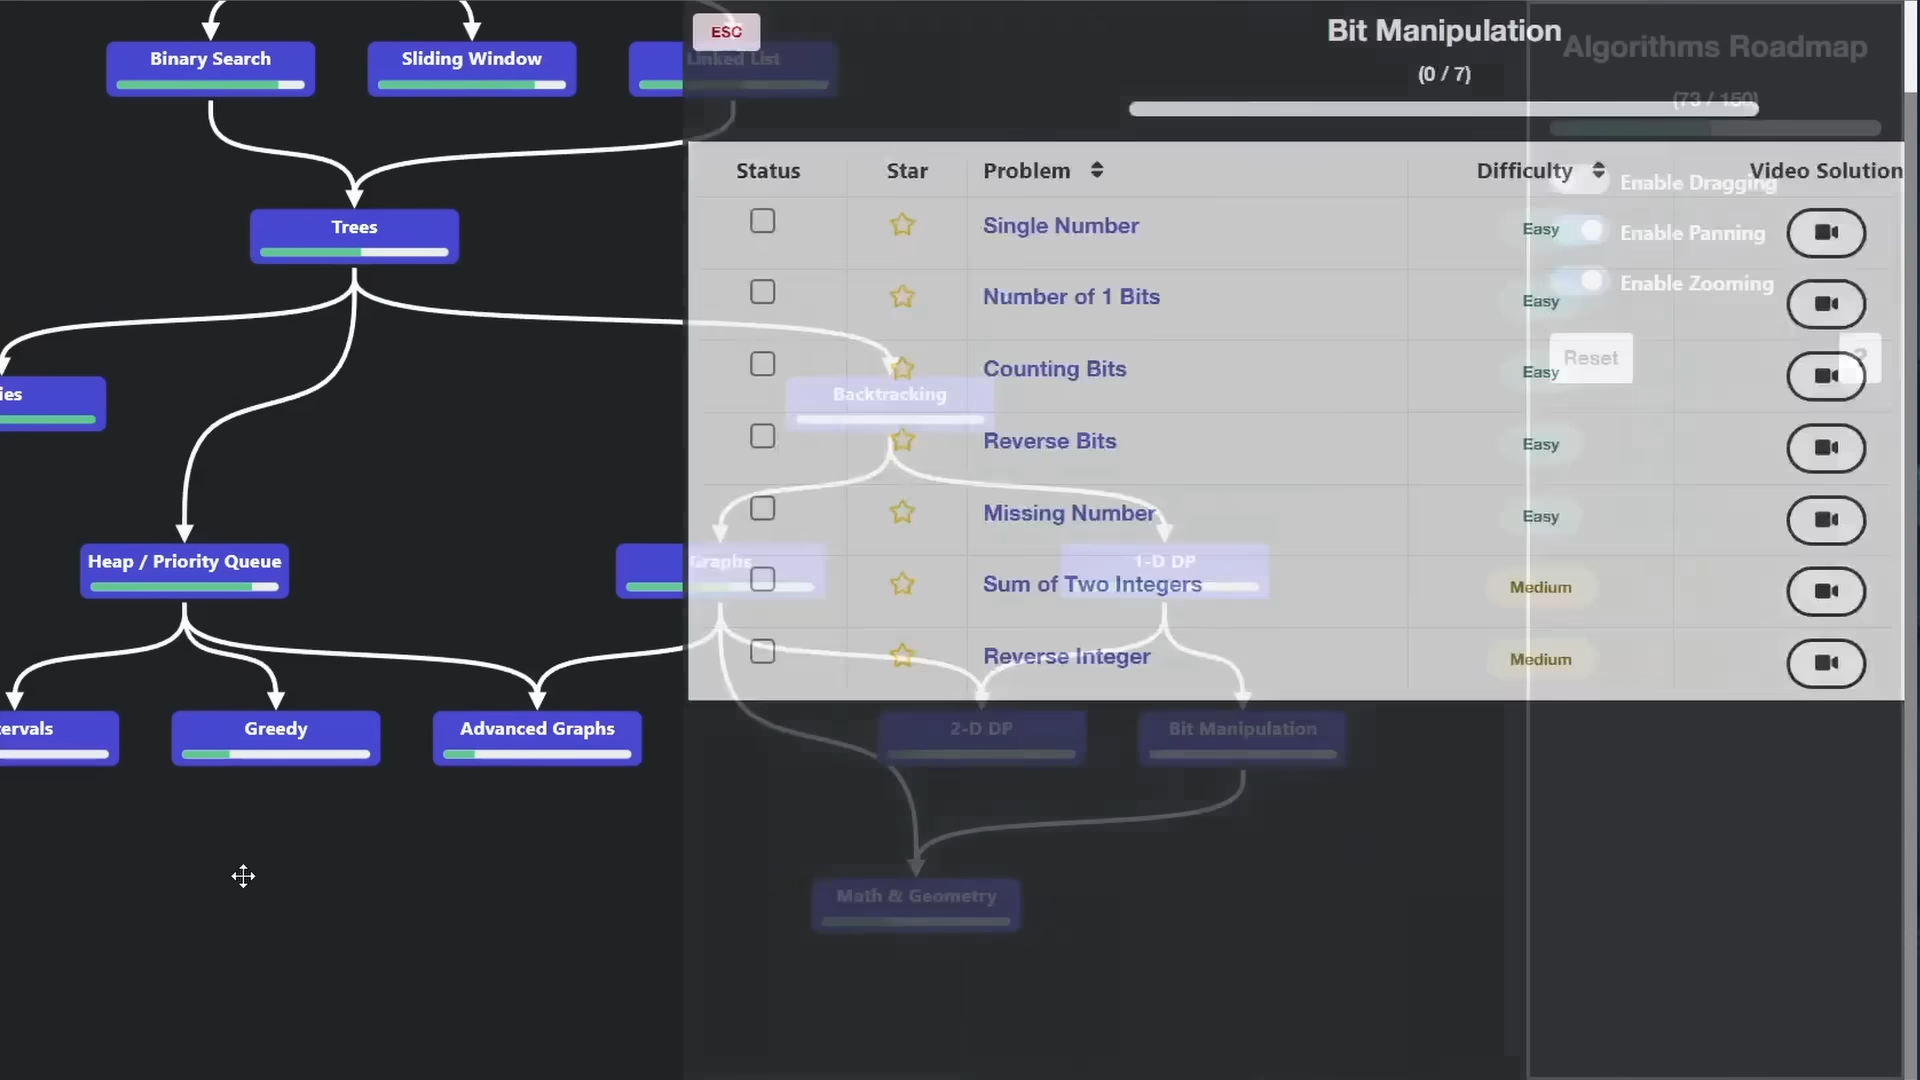 Binary Search
Sliding Window
Linked List
Trees
ies
Backtracking
Heap / Priority Queue
Graphs
1-D DP
ervals
Greedy
Advanced Graphs
2-D DP
Bit Manipulation
Math & Geometry
ESC
Bit Manipulation
(0 / 7)
Status Star Problem Difficulty Video Solution
Single Number Easy
Number of 1 Bits Easy
Counting Bits Easy
Reverse Bits Easy
Missing Number Easy
Sum of Two Integers Medium
Reverse Integer Medium
Algorithms Roadmap
(73 / 150)
Enable Dragging
Enable Panning
Enable Zooming
Reset
?